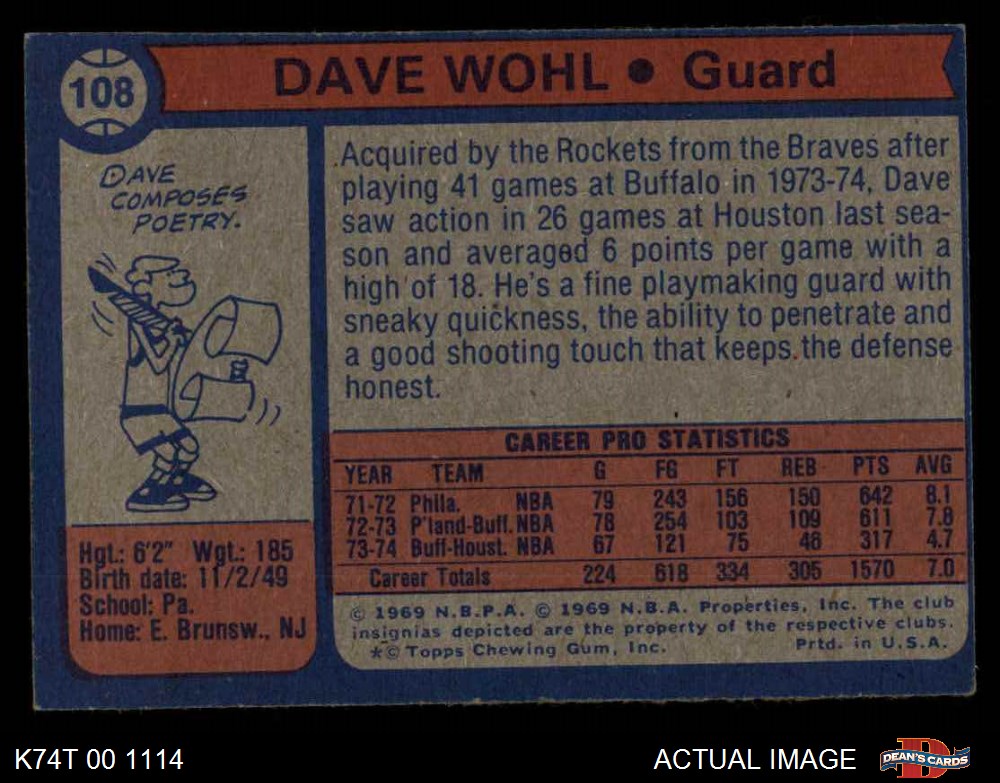 108
DAVE WOHL • Guard
DAVE
COMPOSES
POETRY.
Acquired by the Rockets from the Braves after
playing 41 games at Buffalo in 1973-74, Dave
saw action in 26 games at Houston last sea-
son and averaged 6 points per game with a
high of 18. He's a fine playmaking guard with
sneaky quickness, the ability to penetrate and
a good shooting touch that keeps the defense
honest.
CAREER PRO STATISTICS
YEAR TEAM G FG FT REB PTS AVG
71-72 Phila. NBA 79 243 156 150 642 8.1
72-73 P'land-Buff. NBA 78 254 103 109 611 7.8
73-74 Buff-Houst. NBA 67 121 75 46 317 4.7
Career Totals 224 618 334 305 1570 7.0
Hgt.: 6'2" Wgt.: 185
Birth date: 11/2/49
School: Pa.
Home: E. Brunsw., NJ
© 1969 N.B.P.A. © 1969 N.B.A. Properties, Inc. The club
insignias depicted are the property of the respective clubs.
*© Topps Chewing Gum, Inc. Prtd. in U.S.A.
K74T 00 1114
ACTUAL IMAGE
DEAN'S CARDS